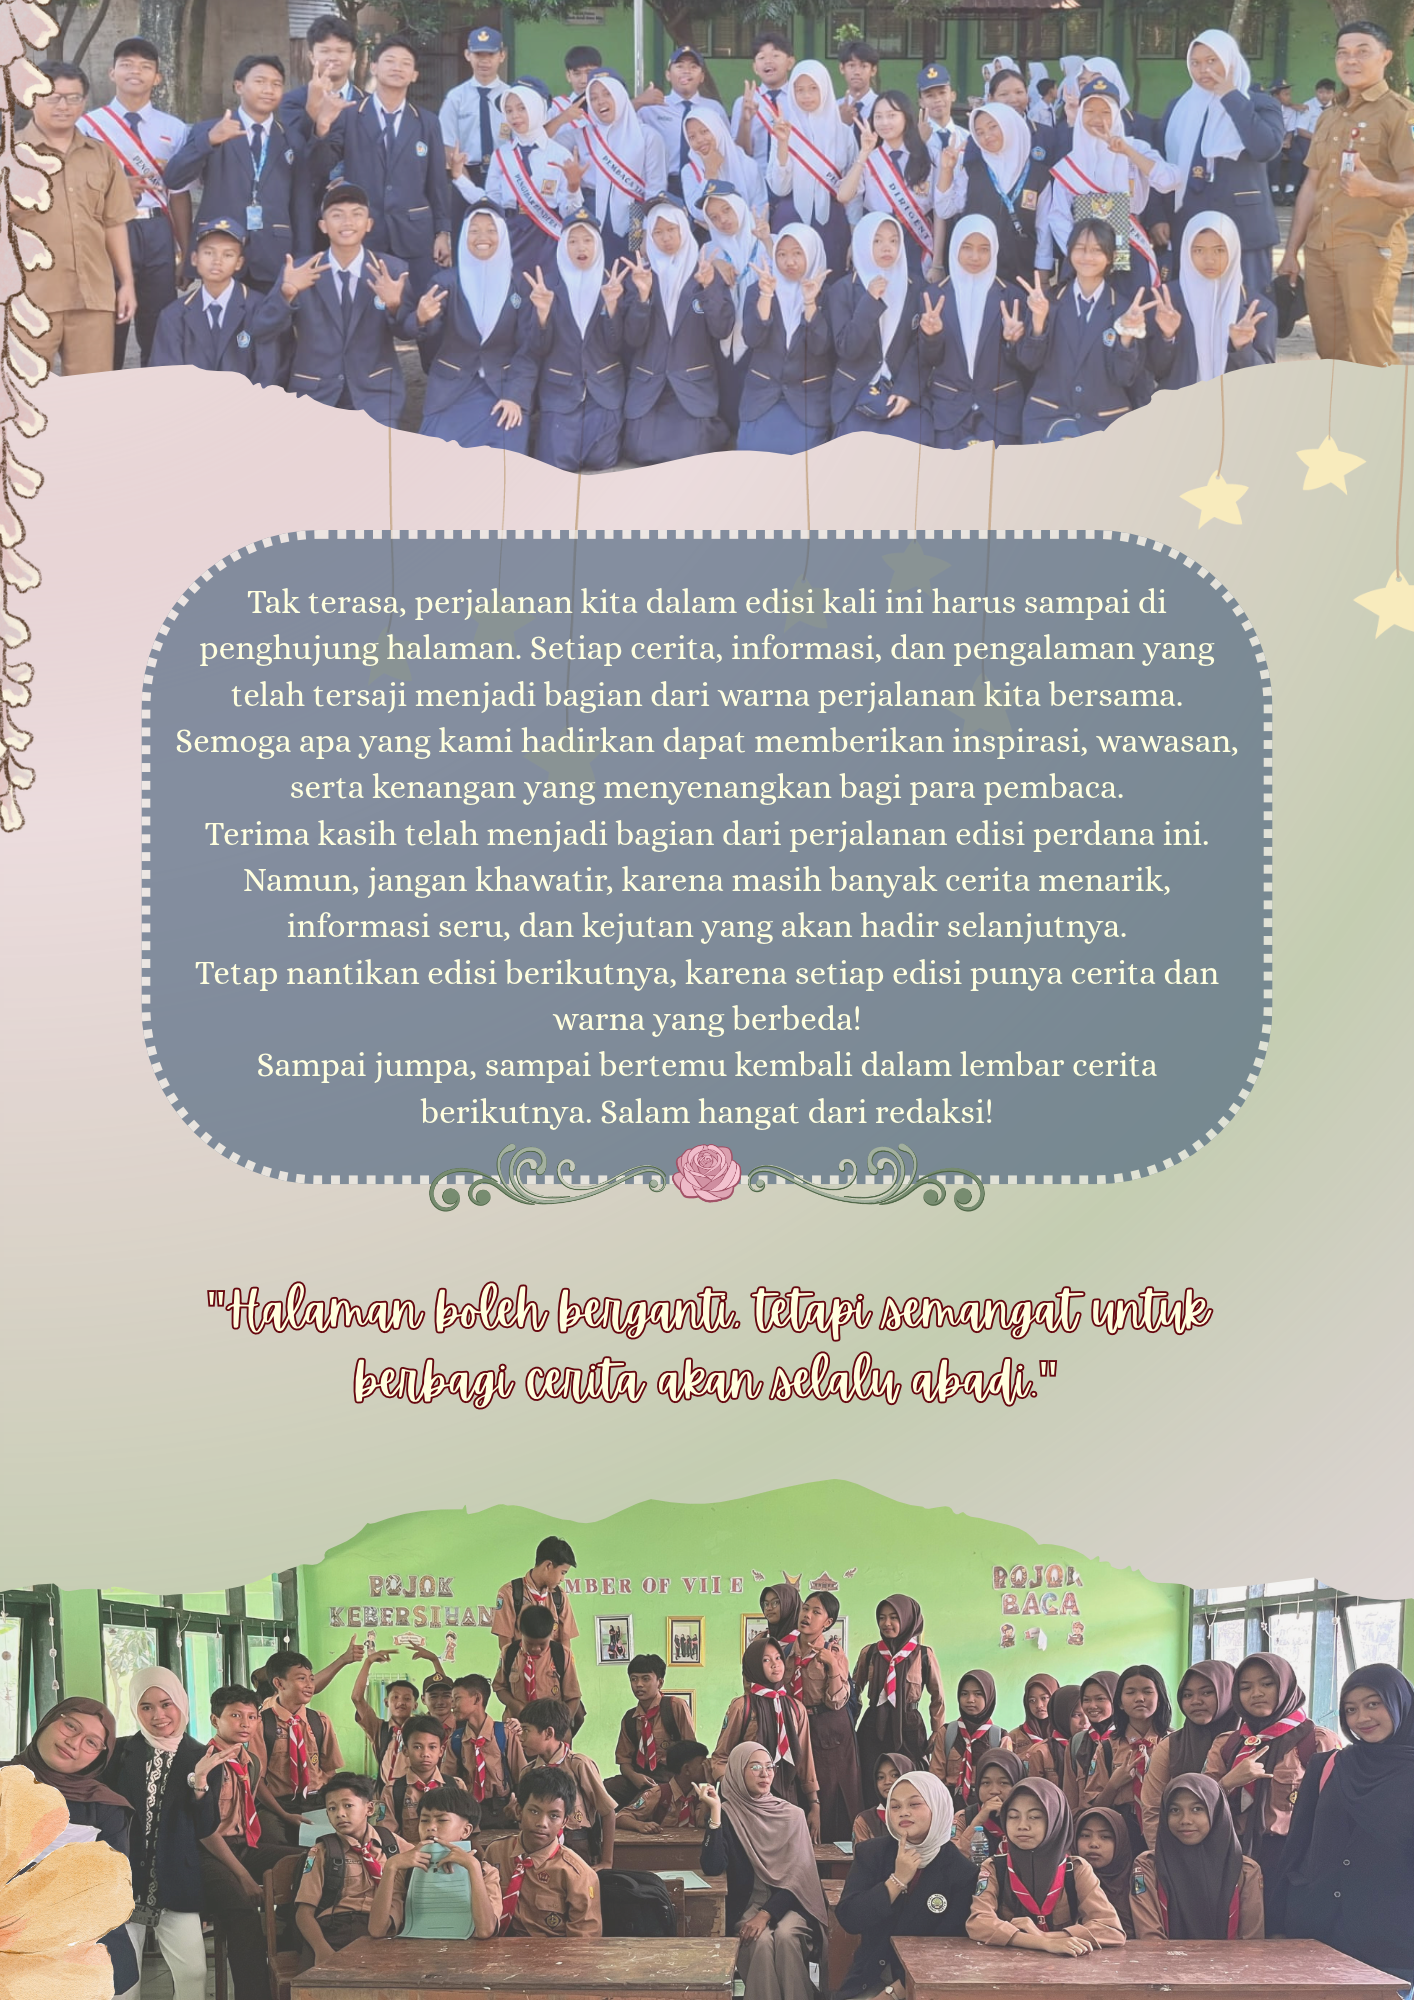 PEMBACA
DIRIGENT
Tak terasa, perjalanan kita dalam edisi kali ini harus sampai di
penghujung halaman. Setiap cerita, informasi, dan pengalaman yang
telah tersaji menjadi bagian dari warna perjalanan kita bersama.
Semoga apa yang kami hadirkan dapat memberikan inspirasi, wawasan,
serta kenangan yang menyenangkan bagi para pembaca.
Terima kasih telah menjadi bagian dari perjalanan edisi perdana ini.
Namun, jangan khawatir, karena masih banyak cerita menarik,
informasi seru, dan kejutan yang akan hadir selanjutnya.
Tetap nantikan edisi berikutnya, karena setiap edisi punya cerita dan
warna yang berbeda!
Sampai jumpa, sampai bertemu kembali dalam lembar cerita
berikutnya. Salam hangat dari redaksi!
"Halaman boleh berganti, tetapi semangat untuk
berbagi cerita akan selalu abadi."
POJOK
KEBERSIHAN
MBER OF VII E
POJOK
BACA